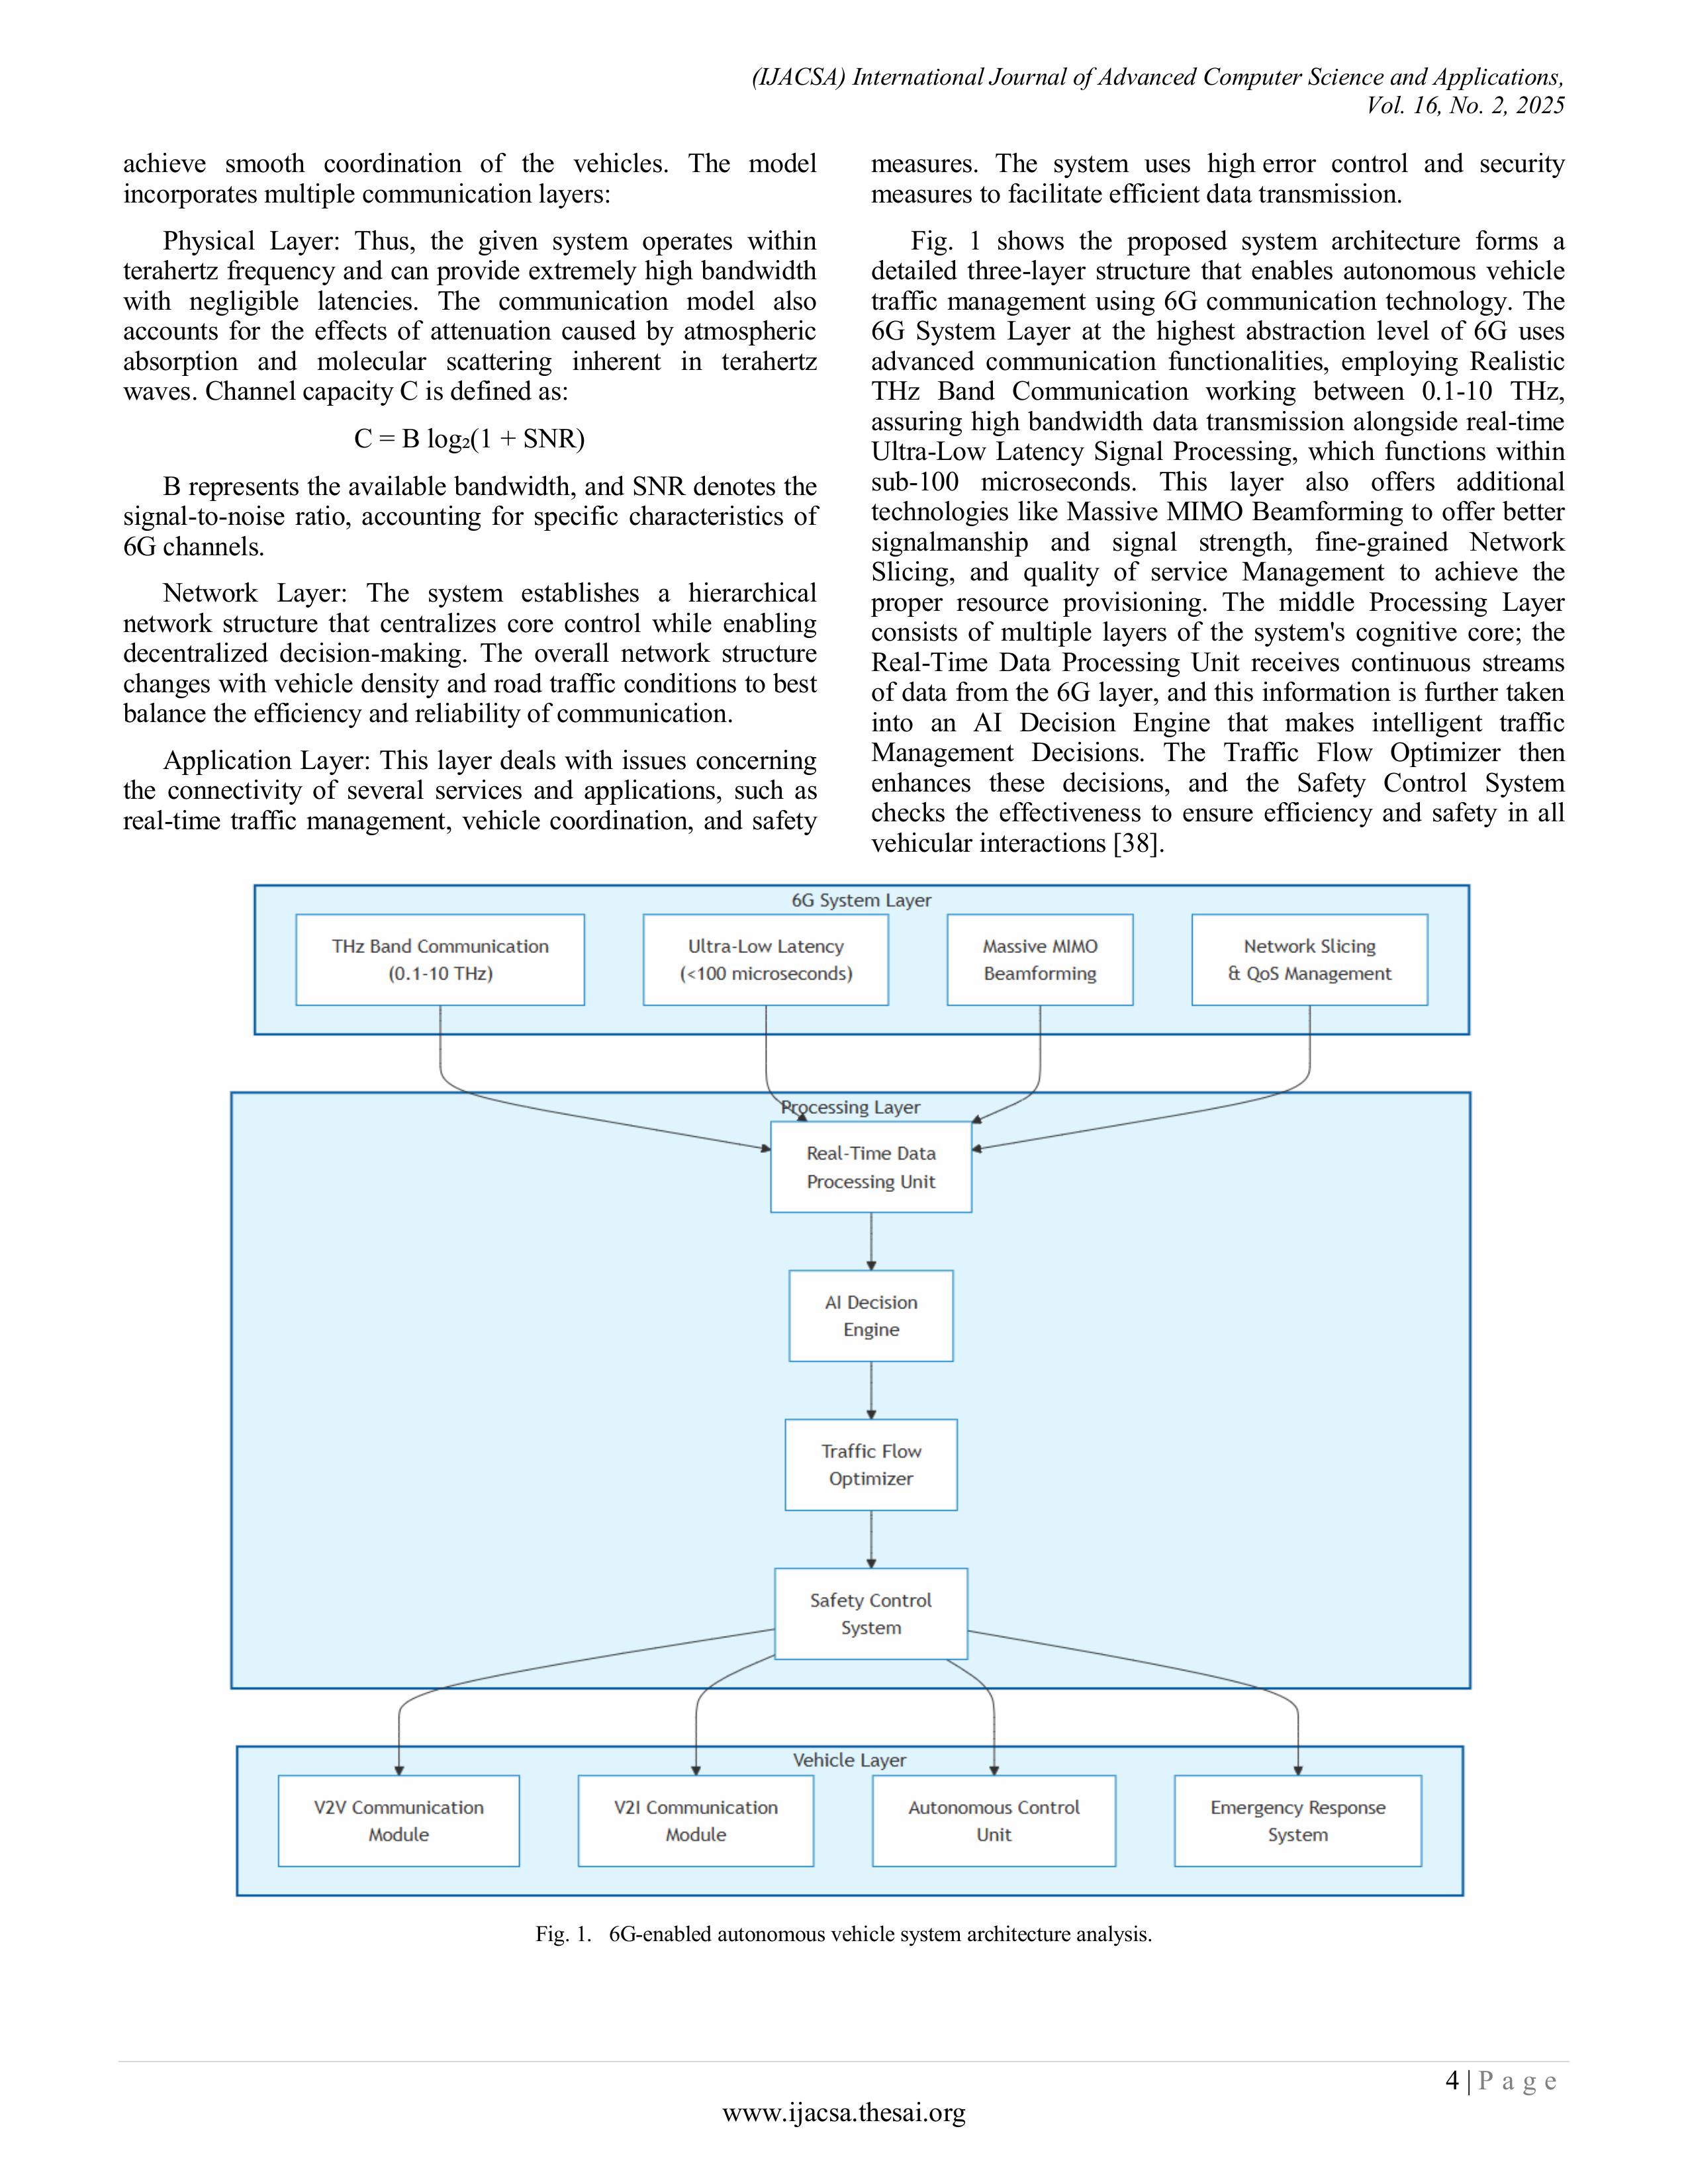 (IJACSA) International Journal of Advanced Computer Science and Applications,
Vol. 16, No. 2, 2025
achieve smooth coordination of the vehicles. The model
incorporates multiple communication layers:
Physical Layer: Thus, the given system operates within
terahertz frequency and can provide extremely high bandwidth
with negligible latencies. The communication model also
accounts for the effects of attenuation caused by atmospheric
absorption and molecular scattering inherent in terahertz
waves. Channel capacity C is defined as:
C = B log₂(1 + SNR)
B represents the available bandwidth, and SNR denotes the
signal-to-noise ratio, accounting for specific characteristics of
6G channels.
Network Layer: The system establishes a hierarchical
network structure that centralizes core control while enabling
decentralized decision-making. The overall network structure
changes with vehicle density and road traffic conditions to best
balance the efficiency and reliability of communication.
Application Layer: This layer deals with issues concerning
the connectivity of several services and applications, such as
real-time traffic management, vehicle coordination, and safety
measures. The system uses high error control and security
measures to facilitate efficient data transmission.
Fig. 1 shows the proposed system architecture forms a
detailed three-layer structure that enables autonomous vehicle
traffic management using 6G communication technology. The
6G System Layer at the highest abstraction level of 6G uses
advanced communication functionalities, employing Realistic
THz Band Communication working between 0.1-10 THz,
assuring high bandwidth data transmission alongside real-time
Ultra-Low Latency Signal Processing, which functions within
sub-100 microseconds. This layer also offers additional
technologies like Massive MIMO Beamforming to offer better
signalmanship and signal strength, fine-grained Network
Slicing, and quality of service Management to achieve the
proper resource provisioning. The middle Processing Layer
consists of multiple layers of the system's cognitive core; the
Real-Time Data Processing Unit receives continuous streams
of data from the 6G layer, and this information is further taken
into an AI Decision Engine that makes intelligent traffic
Management Decisions. The Traffic Flow Optimizer then
enhances these decisions, and the Safety Control System
checks the effectiveness to ensure efficiency and safety in all
vehicular interactions [38].
6G System Layer
THz Band Communication
(0.1-10 THz)
Ultra-Low Latency
(<100 microseconds)
Massive MIMO
Beamforming
Network Slicing
& QoS Management
Processing Layer
Real-Time Data
Processing Unit
AI Decision
Engine
Traffic Flow
Optimizer
Safety Control
System
Vehicle Layer
V2V Communication
Module
V2I Communication
Module
Autonomous Control
Unit
Emergency Response
System
Fig. 1. 6G-enabled autonomous vehicle system architecture analysis.
4 | Page
www.ijacsa.thesai.org